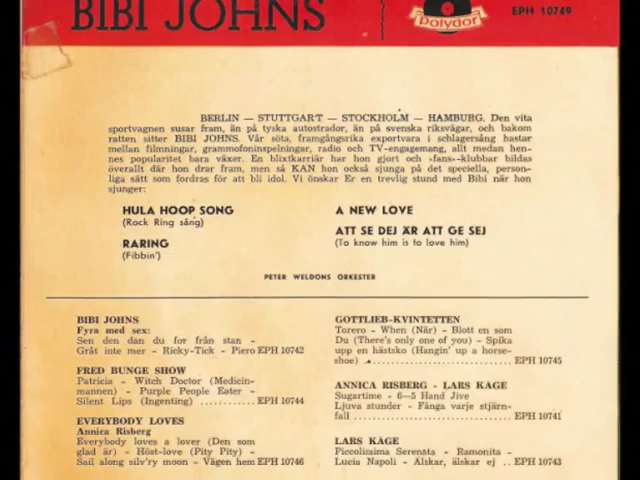 BIBI JOHNS
polydor
EPH 10749
BERLIN — STUTTGART — STOCKHOLM — HAMBURG. Den vita
sportvagnen susar fram, än på tyska autostrador, än på svenska riksvägar, och bakom
ratten sitter BIBI JOHNS. Vår söta, framgångsrika exportvara i schlagersång hastar
mellan filmningar, grammofoninspelningar, radio och TV-engagemang, allt medan hen-
nes popularitet bara växer. En blixtkarriär har hon gjort och ›fans‹-klubbar bildas
överallt där hon drar fram, men så KAN hon också sjunga på det speciella, person-
liga sätt som fordras för att bli idol. Vi önskar Er en trevlig stund med Bibi när hon
sjunger:
HULA HOOP SONG
(Rock Ring sång)
RARING
(Fibbin')
A NEW LOVE
ATT SE DEJ ÄR ATT GE SEJ
(To know him is to love him)
PETER WELDONS ORKESTER
BIBI JOHNS
Fyra med sex:
Sen den dan du for från stan -
Gråt inte mer - Ricky-Tick - Piero EPH 10742
FRED BUNGE SHOW
Patricia - Witch Doctor (Medicin-
mannen) - Purple People Eater -
Silent Lips (Ingenting) ........... EPH 10744
EVERYBODY LOVES
Annica Risberg
Everybody loves a lover (Den som
glad är) - Höst-love (Pity Pity) -
Sail along silv'ry moon - Vägen hem EPH 10746
GOTTLIEB-KVINTETTEN
Torero - When (När) - Blott en som
Du (There's only one of you) - Spika
upp en hästsko (Hangin' up a horse-
shoe) ............................ EPH 10745
ANNICA RISBERG - LARS KÅGE
Sugartime - 6—5 Hand Jive
Ljuva stunder - Fånga varje stjärn-
fall .............................. EPH 10741
LARS KÅGE
Piccolissima Serenata - Ramonita -
Lucia Napoli - Älskar, älskar ej .. EPH 10743